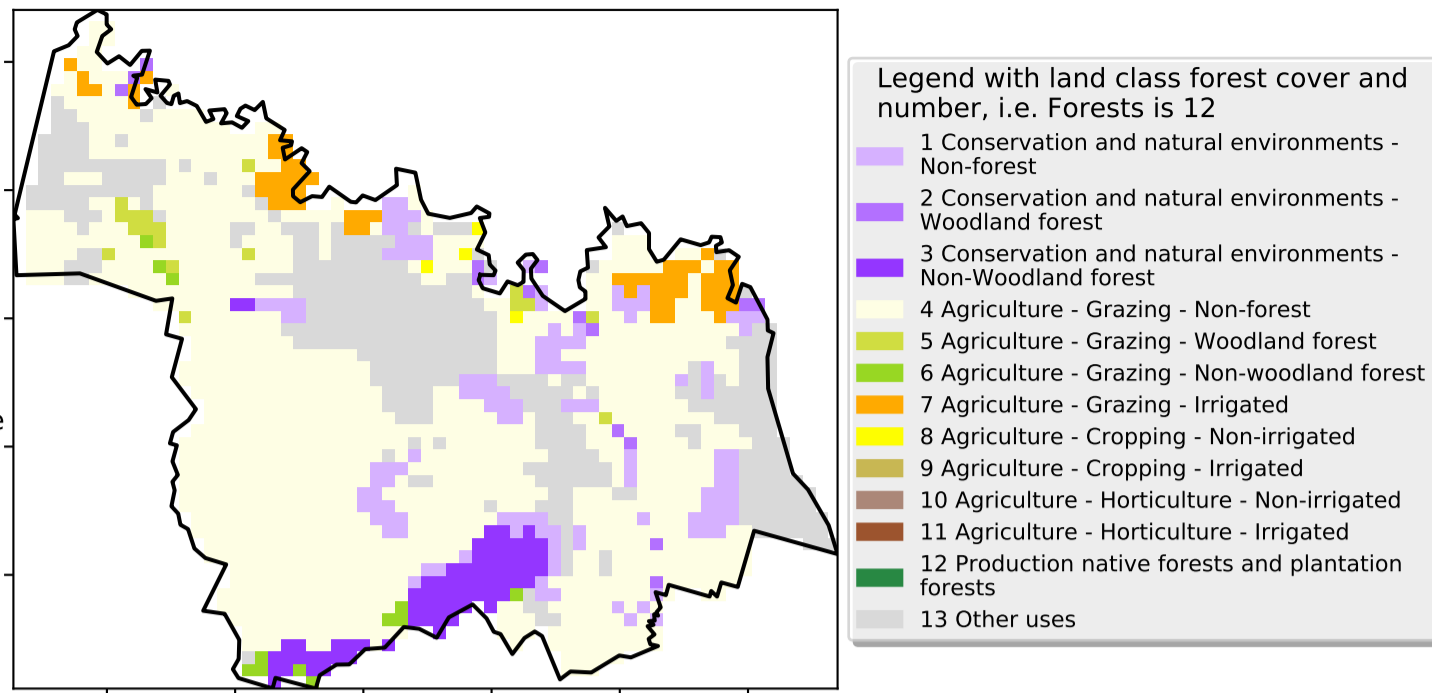 Legend with land class forest cover and
number, i.e. Forests is 12
1 Conservation and natural environments -
Non-forest
2 Conservation and natural environments -
Woodland forest
3 Conservation and natural environments -
Non-Woodland forest
4 Agriculture - Grazing - Non-forest
5 Agriculture - Grazing - Woodland forest
6 Agriculture - Grazing - Non-woodland forest
7 Agriculture - Grazing - Irrigated
8 Agriculture - Cropping - Non-irrigated
9 Agriculture - Cropping - Irrigated
10 Agriculture - Horticulture - Non-irrigated
11 Agriculture - Horticulture - Irrigated
12 Production native forests and plantation
forests
13 Other uses